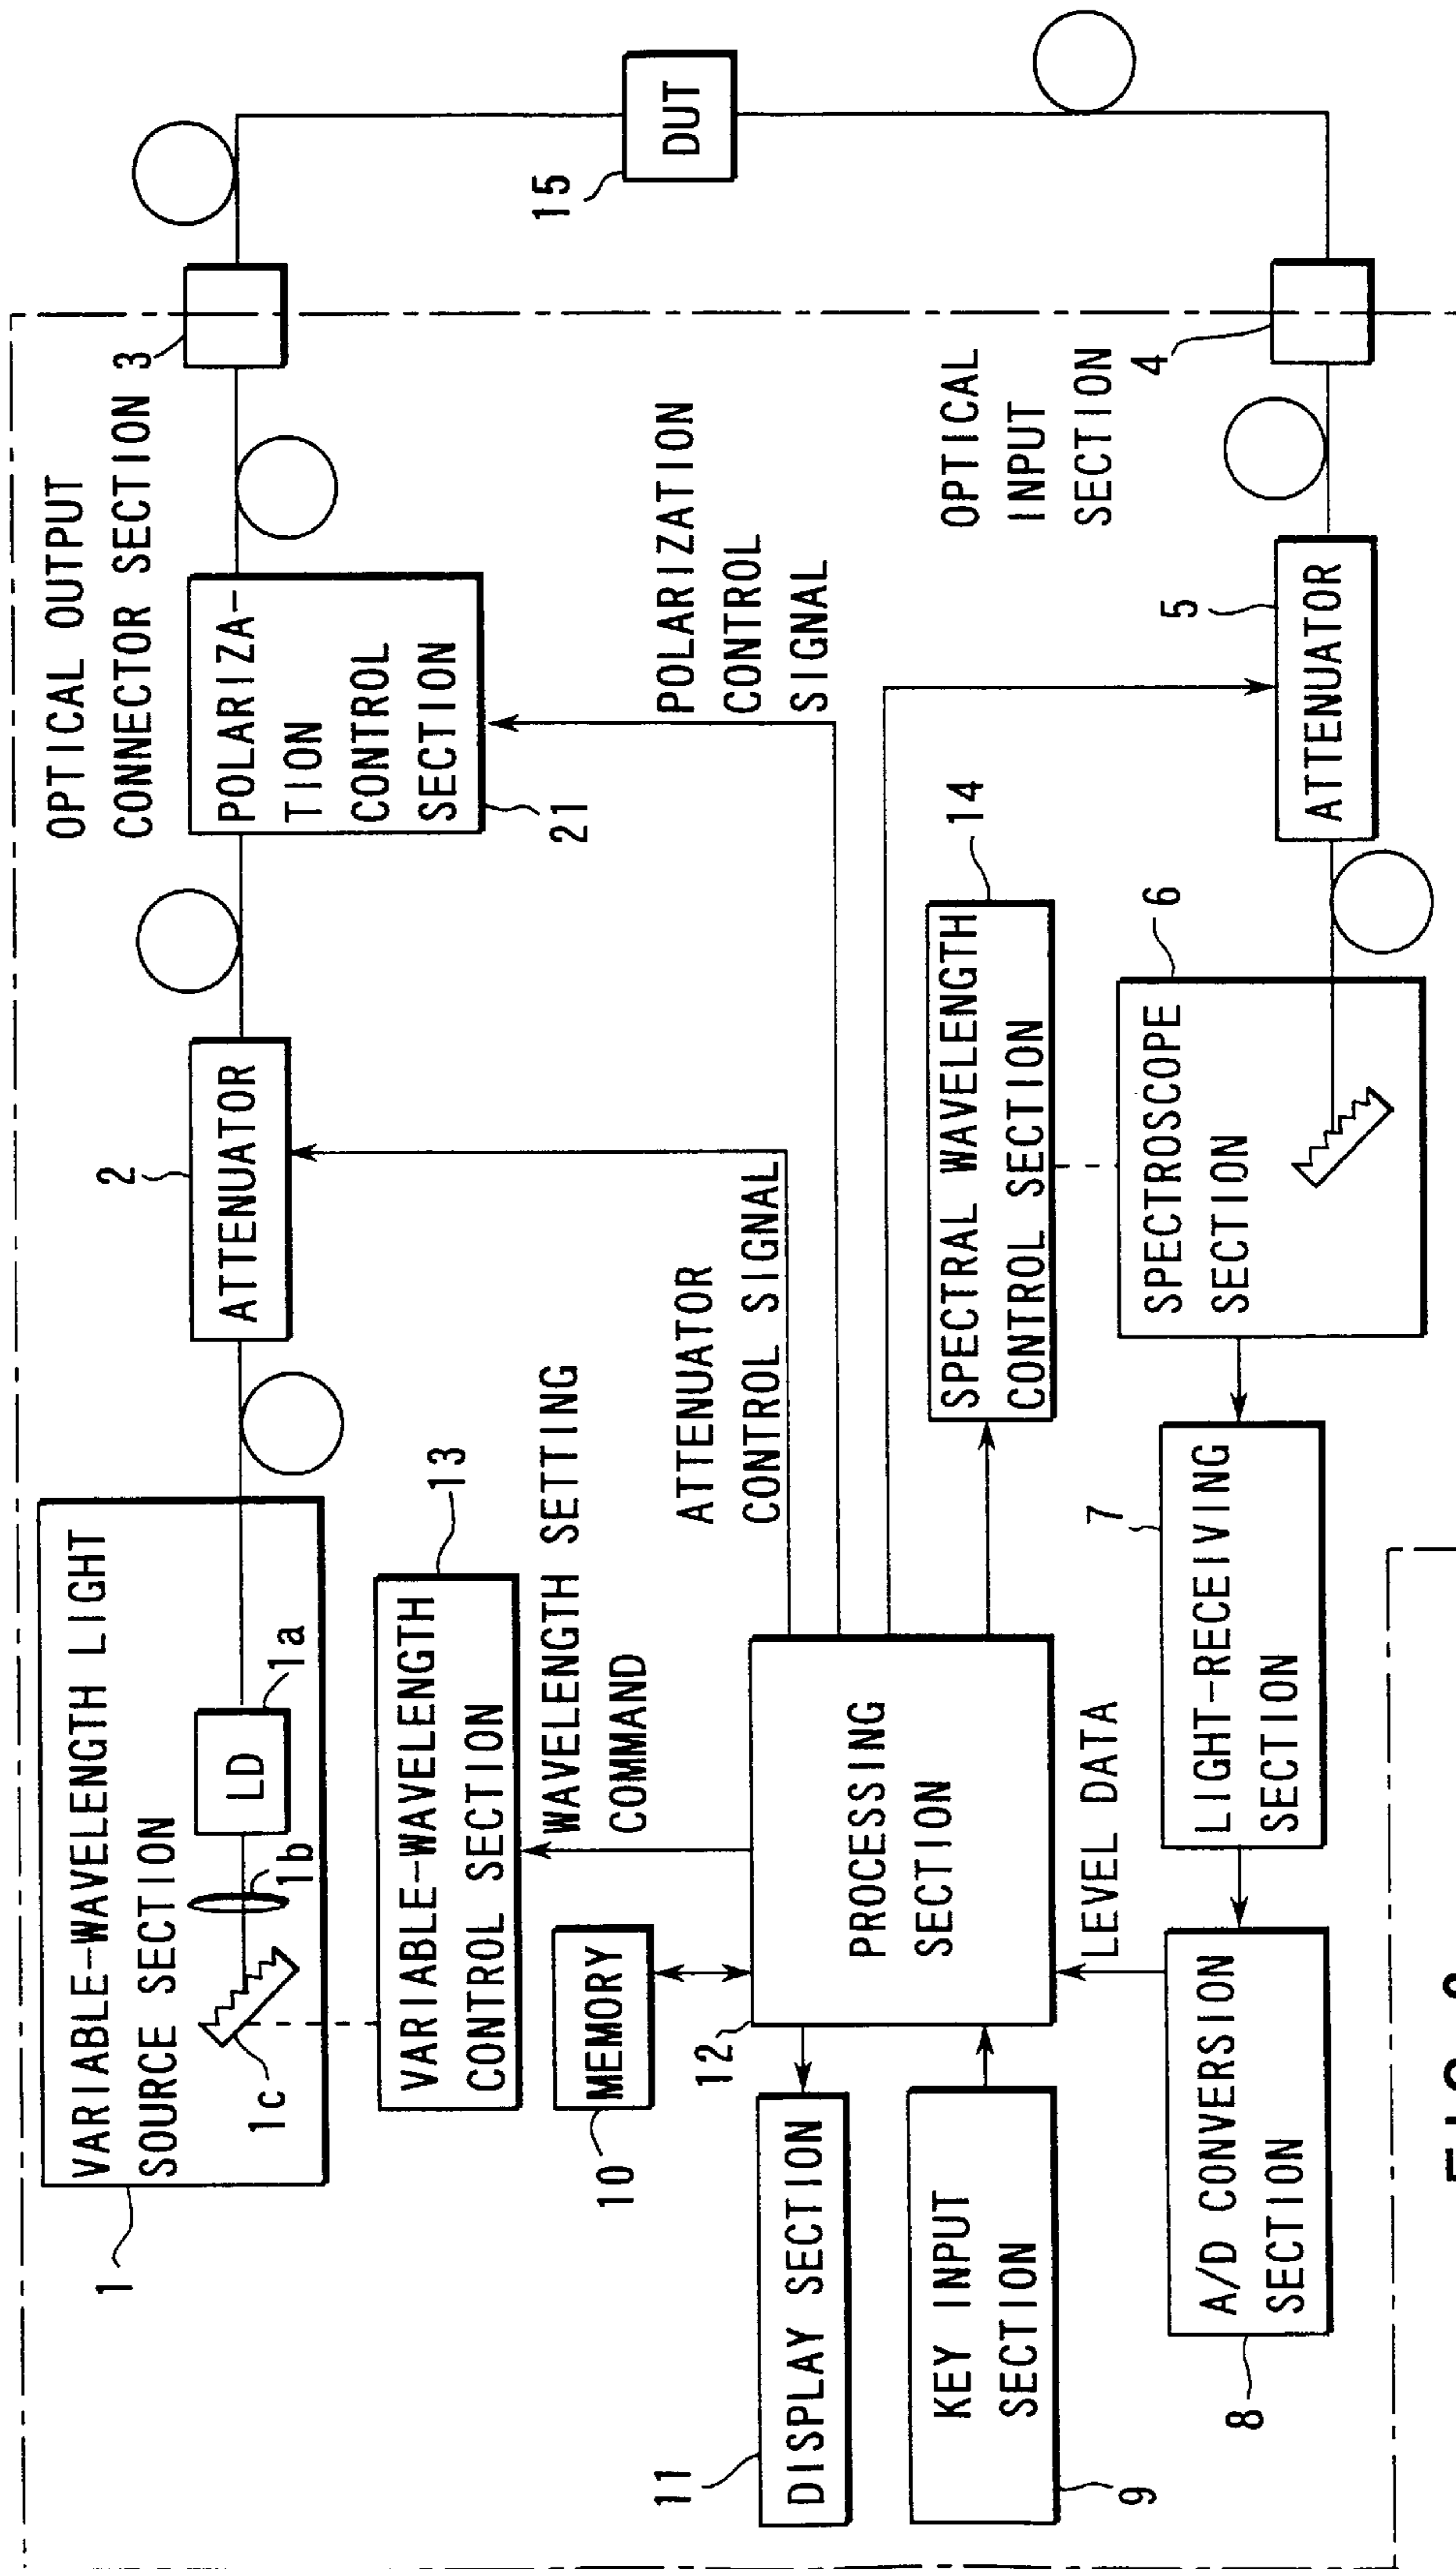 1
VARIABLE-WAVELENGTH LIGHT
SOURCE SECTION
1c
1b
LD
1a
2
ATTENUATOR
OPTICAL OUTPUT
CONNECTOR SECTION 3
POLARIZA-
TION
CONTROL
SECTION
21
15
DUT
13
VARIABLE-WAVELENGTH
CONTROL SECTION
WAVELENGTH SETTING
COMMAND
ATTENUATOR
CONTROL SIGNAL
POLARIZATION
CONTROL
SIGNAL
10
MEMORY
12
PROCESSING
SECTION
11
DISPLAY SECTION
KEY INPUT
SECTION
9
LEVEL DATA
14
SPECTRAL WAVELENGTH
CONTROL SECTION
OPTICAL
INPUT
SECTION
4
5
ATTENUATOR
6
SPECTROSCOPE
SECTION
7
LIGHT-RECEIVING
SECTION
A/D CONVERSION
SECTION
8